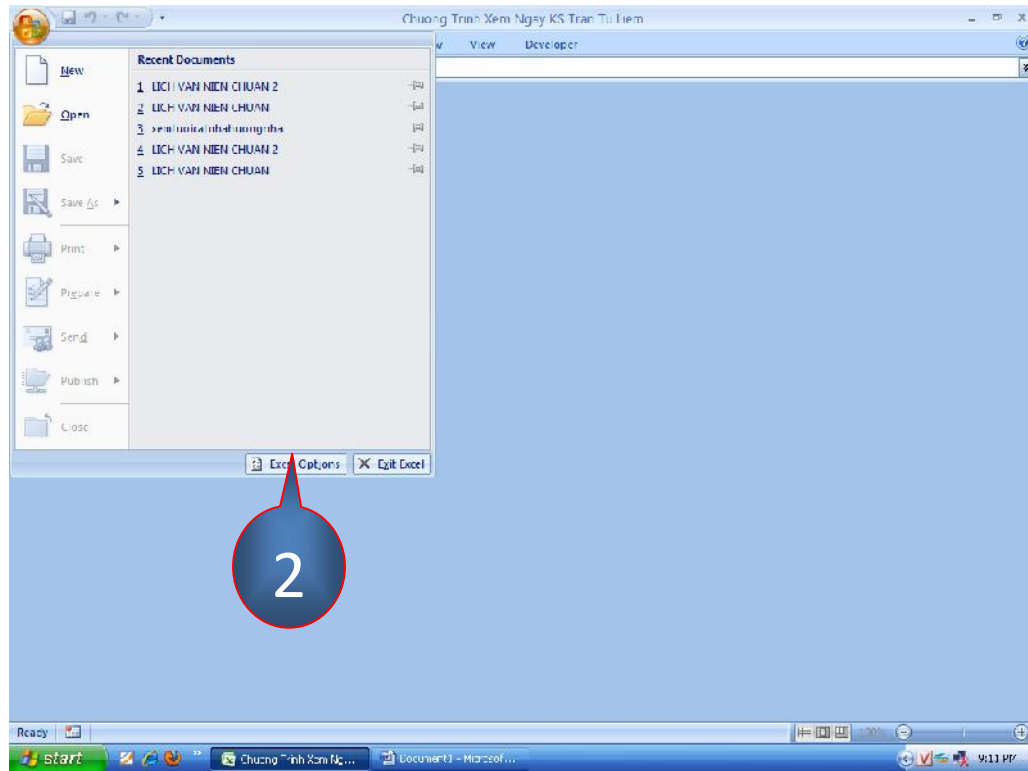 Chuong Trinh Xem Ngay KS Tran Tu Liem
View Developer
Recent Documents
New
1 LICH VAN NIEN CHUAN 2
2 LICH VAN NIEN CHUAN
Open
3
4 LICH VAN NIEN CHUAN 2
Save
5 LICH VAN NIEN CHUAN
Save As
Print
Prepare
Send
Publish
Close
Excel Options Exit Excel
2
Ready 100%
start Chuong Trinh Xem Ng... Document1 - Microsof... 9:11 PM